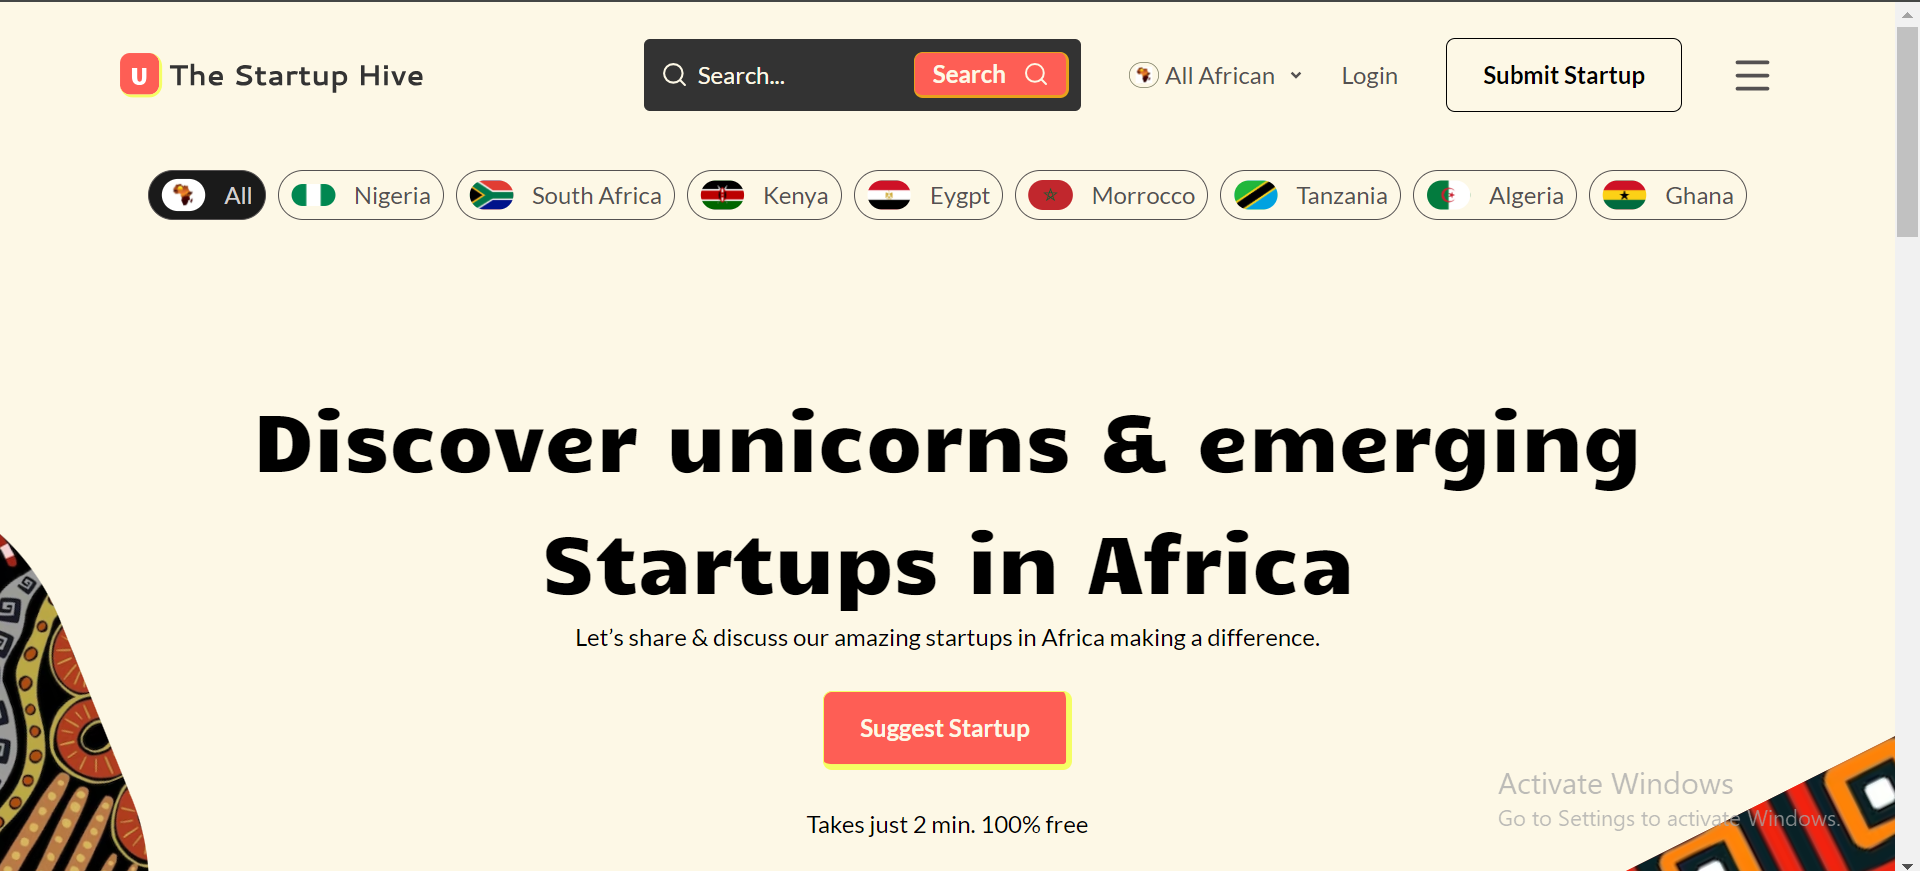 U The Startup Hive
Search... Search All African Login Submit Startup
All Nigeria South Africa Kenya Eygpt Morrocco Tanzania Algeria Ghana
Discover unicorns & emerging
Startups in Africa
Let’s share & discuss our amazing startups in Africa making a difference.
Suggest Startup
Takes just 2 min. 100% free
Activate Windows
Go to Settings to activate Windows.